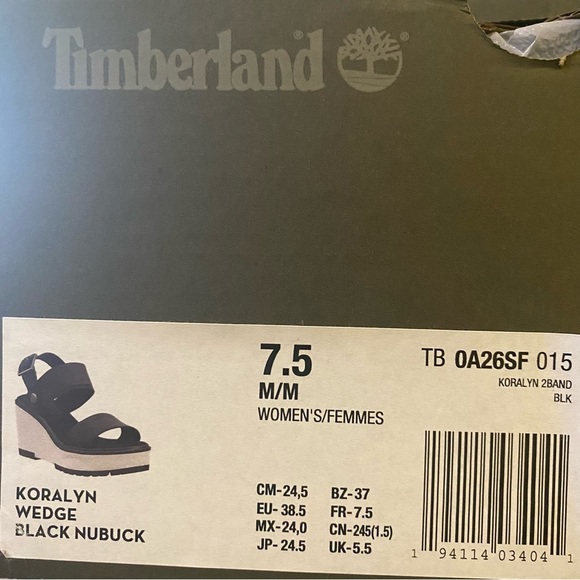 Timberland®
®
7.5
M/M
WOMEN'S/FEMMES
TB 0A26SF 015
KORALYN 2BAND
BLK
KORALYN
WEDGE
BLACK NUBUCK
CM-24,5 BZ-37
EU- 38.5 FR-7.5
MX-24,0 CN-245(1.5)
JP- 24.5 UK-5.5
1 94114 03404 1